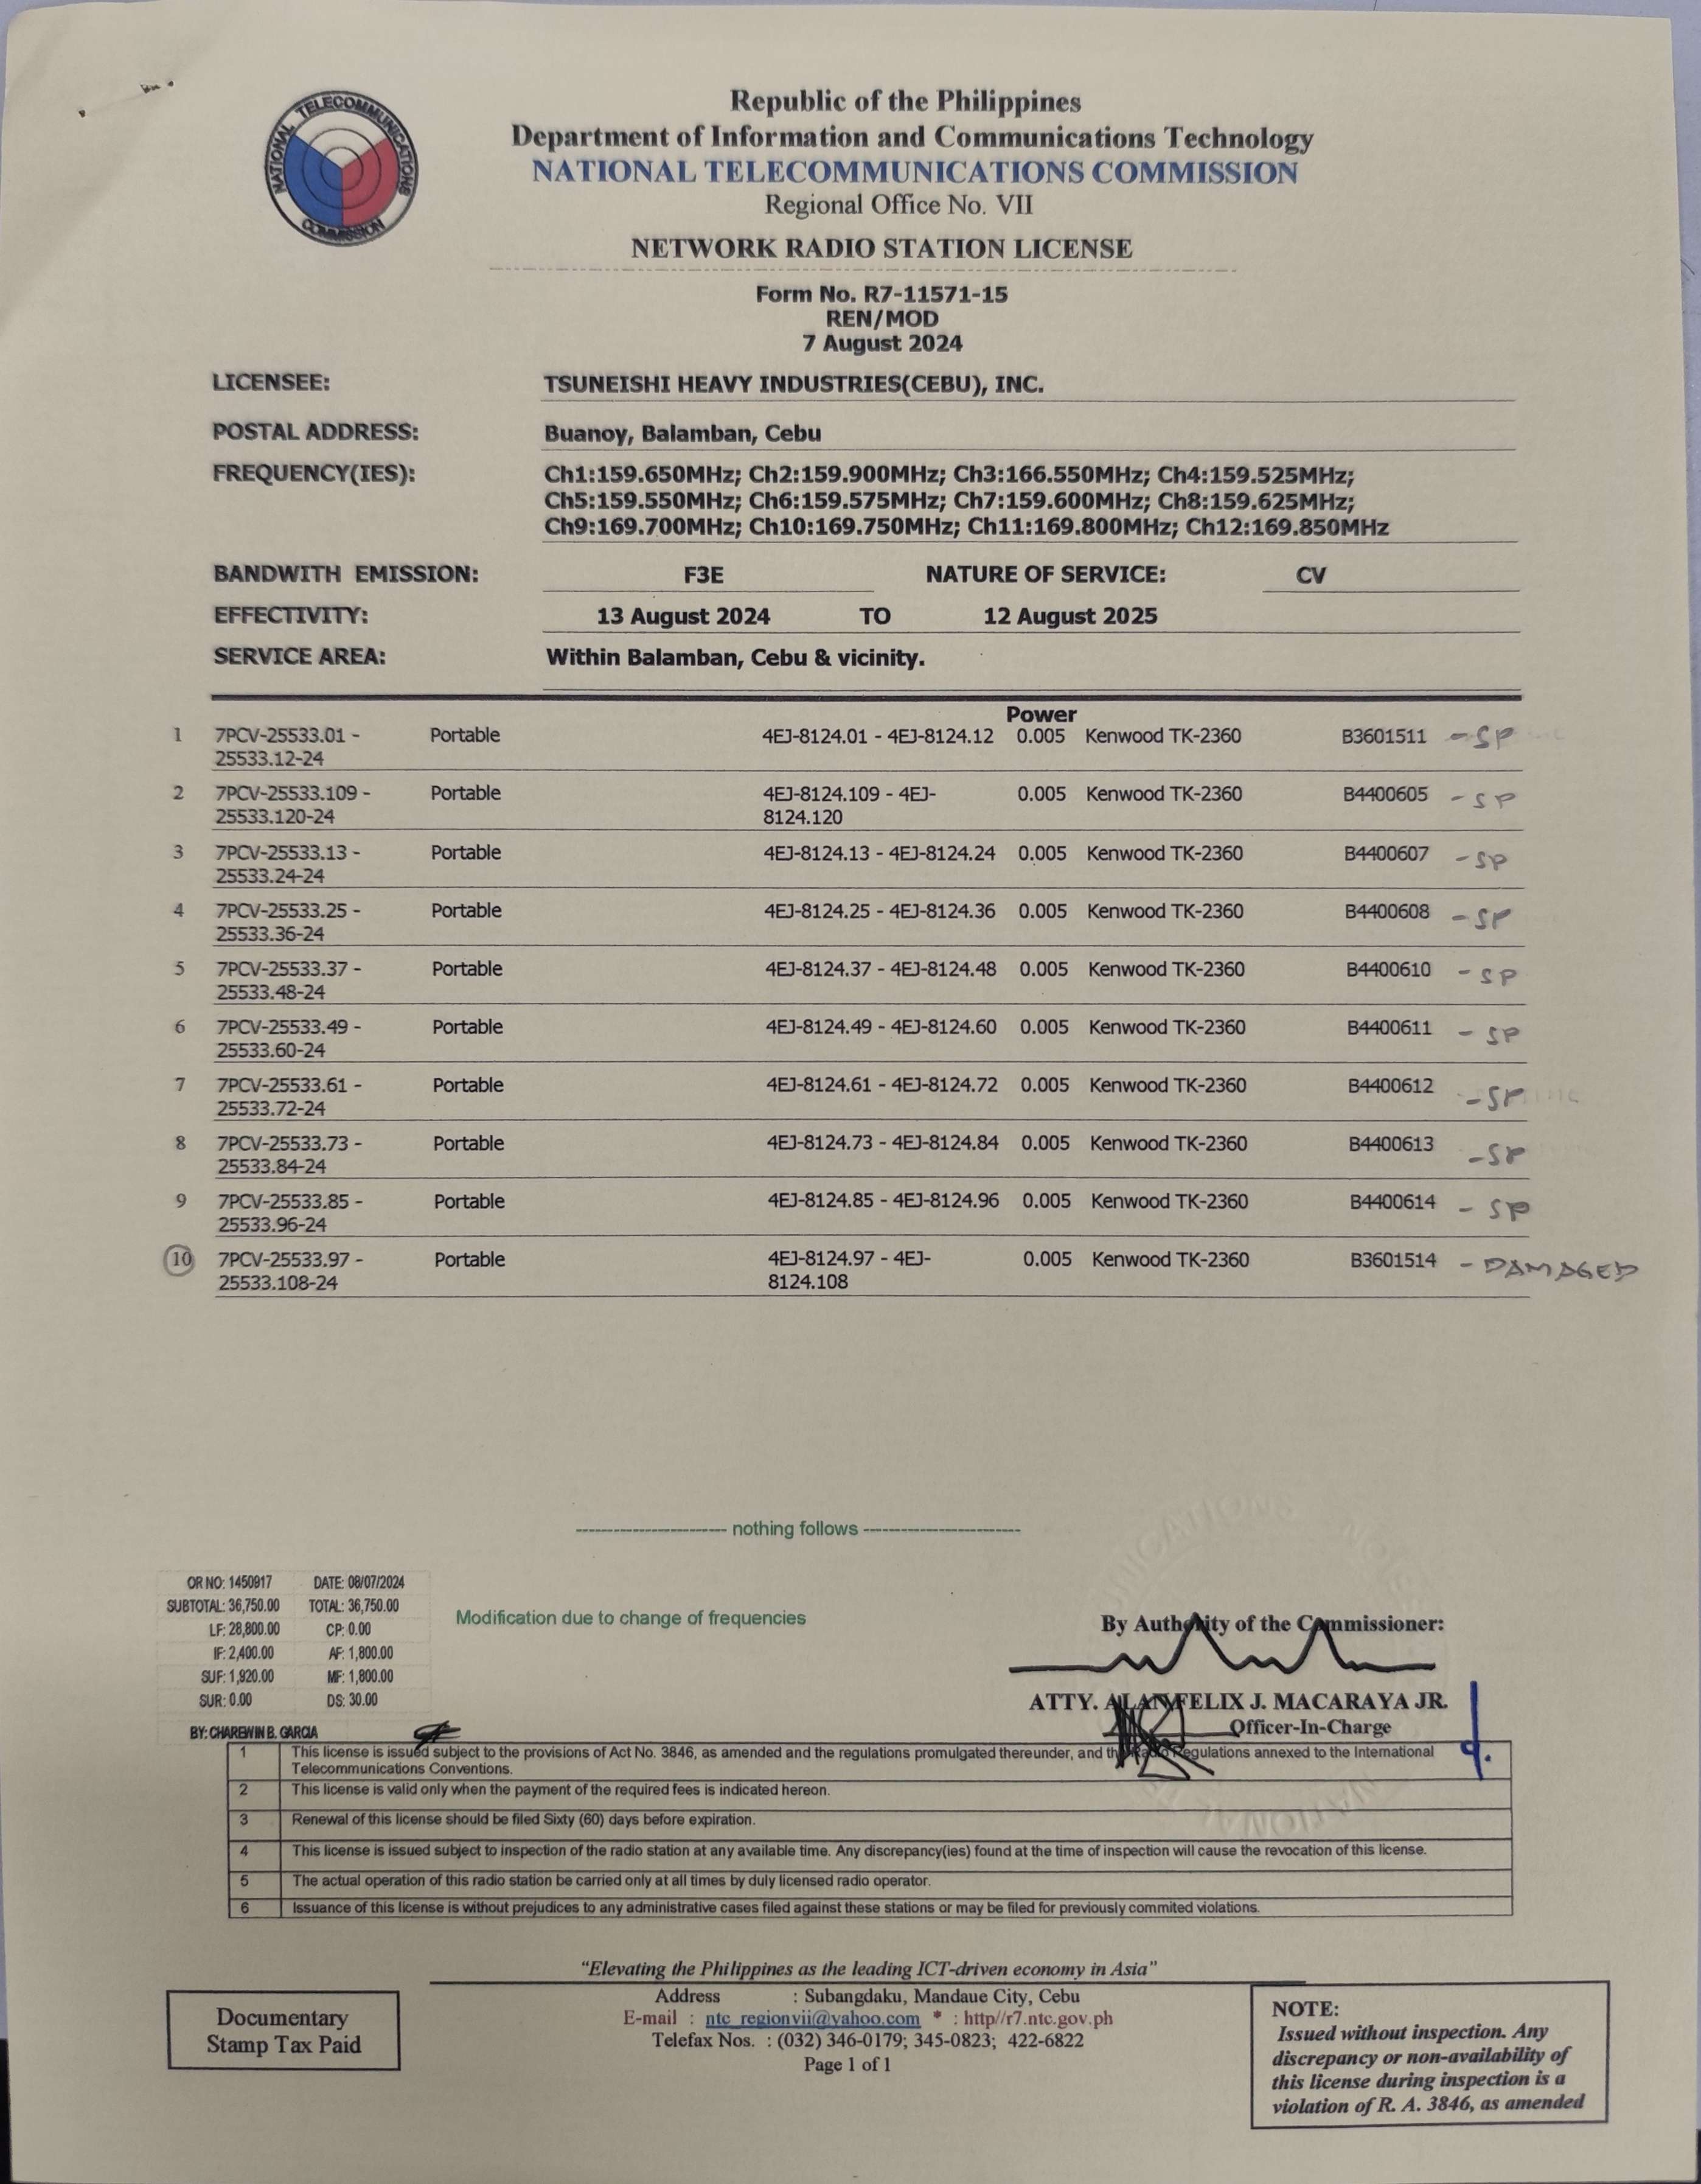 NATIONAL TELECOMMUNICATIONS COMMISSION
Republic of the Philippines
Department of Information and Communications Technology
NATIONAL TELECOMMUNICATIONS COMMISSION
Regional Office No. VII
NETWORK RADIO STATION LICENSE
Form No. R7-11571-15
REN/MOD
7 August 2024
LICENSEE: TSUNEISHI HEAVY INDUSTRIES(CEBU), INC.
POSTAL ADDRESS: Buanoy, Balamban, Cebu
FREQUENCY(IES): Ch1:159.650MHz; Ch2:159.900MHz; Ch3:166.550MHz; Ch4:159.525MHz;
Ch5:159.550MHz; Ch6:159.575MHz; Ch7:159.600MHz; Ch8:159.625MHz;
Ch9:169.700MHz; Ch10:169.750MHz; Ch11:169.800MHz; Ch12:169.850MHz
BANDWITH EMISSION: F3E NATURE OF SERVICE: CV
EFFECTIVITY: 13 August 2024 TO 12 August 2025
SERVICE AREA: Within Balamban, Cebu & vicinity.
Power
1 7PCV-25533.01 - Portable 4EJ-8124.01 - 4EJ-8124.12 0.005 Kenwood TK-2360 B3601511 - SP
25533.12-24
2 7PCV-25533.109 - Portable 4EJ-8124.109 - 4EJ- 0.005 Kenwood TK-2360 B4400605 - SP
25533.120-24 8124.120
3 7PCV-25533.13 - Portable 4EJ-8124.13 - 4EJ-8124.24 0.005 Kenwood TK-2360 B4400607 - SP
25533.24-24
4 7PCV-25533.25 - Portable 4EJ-8124.25 - 4EJ-8124.36 0.005 Kenwood TK-2360 B4400608 - SP
25533.36-24
5 7PCV-25533.37 - Portable 4EJ-8124.37 - 4EJ-8124.48 0.005 Kenwood TK-2360 B4400610 - SP
25533.48-24
6 7PCV-25533.49 - Portable 4EJ-8124.49 - 4EJ-8124.60 0.005 Kenwood TK-2360 B4400611 - SP
25533.60-24
7 7PCV-25533.61 - Portable 4EJ-8124.61 - 4EJ-8124.72 0.005 Kenwood TK-2360 B4400612 - SP
25533.72-24
8 7PCV-25533.73 - Portable 4EJ-8124.73 - 4EJ-8124.84 0.005 Kenwood TK-2360 B4400613 - SP
25533.84-24
9 7PCV-25533.85 - Portable 4EJ-8124.85 - 4EJ-8124.96 0.005 Kenwood TK-2360 B4400614 - SP
25533.96-24
10 7PCV-25533.97 - Portable 4EJ-8124.97 - 4EJ- 0.005 Kenwood TK-2360 B3601514 - DAMAGED
25533.108-24 8124.108
------------------------ nothing follows -------------------------
OR NO: 1450917 DATE: 08/07/2024
SUBTOTAL: 36,750.00 TOTAL: 36,750.00
LF: 28,800.00 CP: 0.00
IF: 2,400.00 AF: 1,800.00
SUF: 1,920.00 MF: 1,800.00
SUR: 0.00 DS: 30.00
BY: CHAREWIN B. GARCIA
Modification due to change of frequencies
By Authority of the Commissioner:
ATTY. ALAN FELIX J. MACARAYA JR.
Officer-In-Charge
1 This license is issued subject to the provisions of Act No. 3846, as amended and the regulations promulgated thereunder, and the Radio Regulations annexed to the International
Telecommunications Conventions.
2 This license is valid only when the payment of the required fees is indicated hereon.
3 Renewal of this license should be filed Sixty (60) days before expiration.
4 This license is issued subject to inspection of the radio station at any available time. Any discrepancy(ies) found at the time of inspection will cause the revocation of this license.
5 The actual operation of this radio station be carried only at all times by duly licensed radio operator.
6 Issuance of this license is without prejudices to any administrative cases filed against these stations or may be filed for previously commited violations.
"Elevating the Philippines as the leading ICT-driven economy in Asia"
Address : Subangdaku, Mandaue City, Cebu
E-mail : ntc_regionvii@yahoo.com * : http//r7.ntc.gov.ph
Telefax Nos. : (032) 346-0179; 345-0823; 422-6822
Page 1 of 1
Documentary
Stamp Tax Paid
NOTE:
Issued without inspection. Any
discrepancy or non-availability of
this license during inspection is a
violation of R. A. 3846, as amended